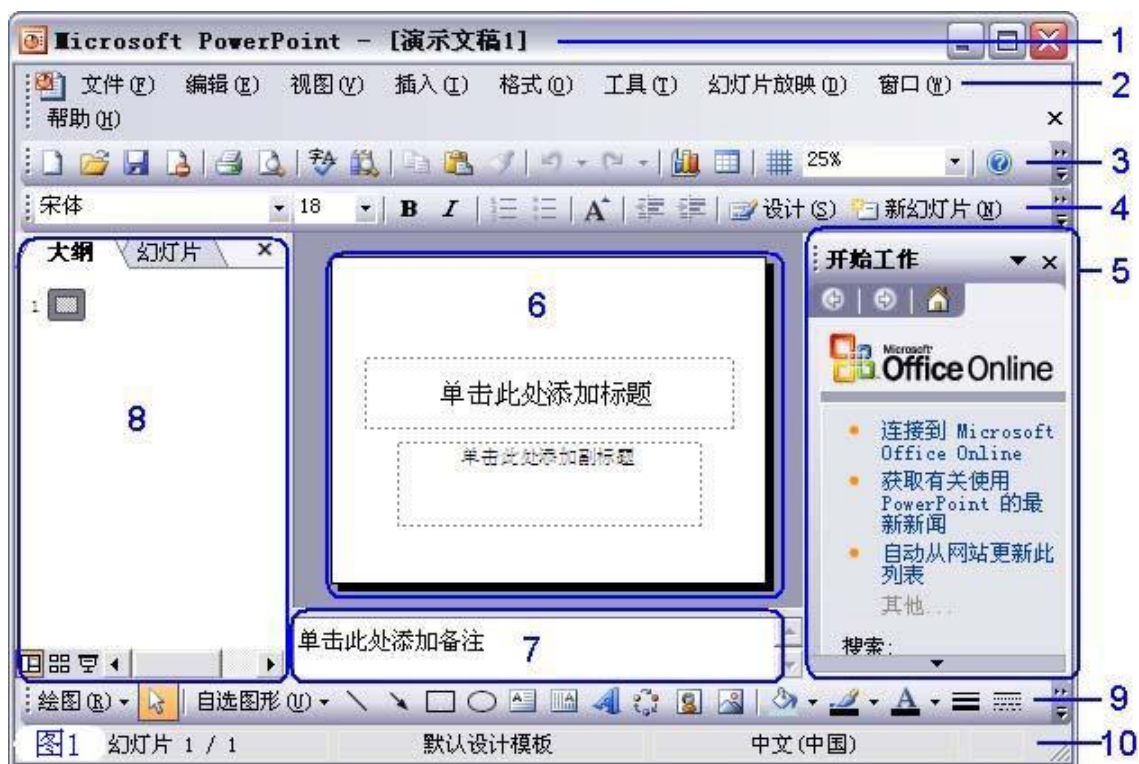 Microsoft PowerPoint - [演示文稿1]
1
文件(F) 编辑(E) 视图(V) 插入(I) 格式(O) 工具(T) 幻灯片放映(D) 窗口(W)
2
帮助(H)
25%
3
宋体 18 B I A 设计(S) 新幻灯片(N)
4
大纲 幻灯片
开始工作
5
1
6
Microsoft
Office Online
单击此处添加标题
8
连接到 Microsoft
Office Online
单击此处添加副标题
获取有关使用
PowerPoint 的最
新新闻
自动从网站更新此
列表
其他...
单击此处添加备注
7
搜索:
绘图(R) 自选图形(U) A
9
图1 幻灯片 1 / 1 默认设计模板 中文(中国)
10